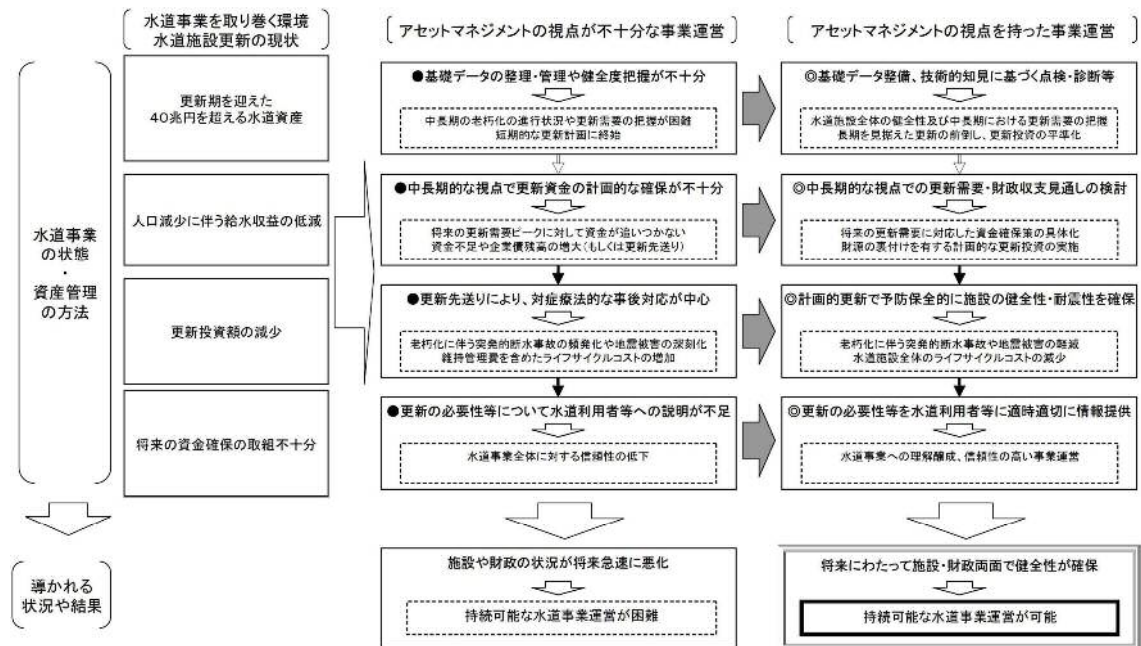 水道事業を取り巻く環境
水道施設更新の現状
アセットマネジメントの視点が不十分な事業運営
アセットマネジメントの視点を持った事業運営
水道事業
の状態
・
資産管理
の方法
更新期を迎えた
40兆円を超える水道資産
人口減少に伴う給水収益の低減
更新投資額の減少
将来の資金確保の取組不十分
●基礎データの整理・管理や健全度把握が不十分
中長期の老朽化の進行状況や更新需要の把握が困難
短期的な更新計画に終始
●中長期的な視点で更新資金の計画的な確保が不十分
将来の更新需要ピークに対して資金が追いつかない
資金不足や企業債残高の増大(もしくは更新先送り)
●更新先送りにより、対症療法的な事後対応が中心
老朽化に伴う突発的断水事故の頻発化や地震被害の深刻化
維持管理費を含めたライフサイクルコストの増加
●更新の必要性等について水道利用者等への説明が不足
水道事業全体に対する信頼性の低下
◎基礎データ整備、技術的知見に基づく点検・診断等
水道施設全体の健全性及び中長期における更新需要の把握
長期を見据えた更新の前倒し、更新投資の平準化
◎中長期的な視点での更新需要・財政収支見通しの検討
将来の更新需要に対応した資金確保策の具体化
財源の裏付けを有する計画的な更新投資の実施
◎計画的更新で予防保全的に施設の健全性・耐震性を確保
老朽化に伴う突発的断水事故や地震被害の軽減
水道施設全体のライフサイクルコストの減少
◎更新の必要性等を水道利用者等に適時適切に情報提供
水道事業への理解醸成、信頼性の高い事業運営
導かれる
状況や結果
施設や財政の状況が将来急速に悪化
持続可能な水道事業運営が困難
将来にわたって施設・財政両面で健全性が確保
持続可能な水道事業運営が可能